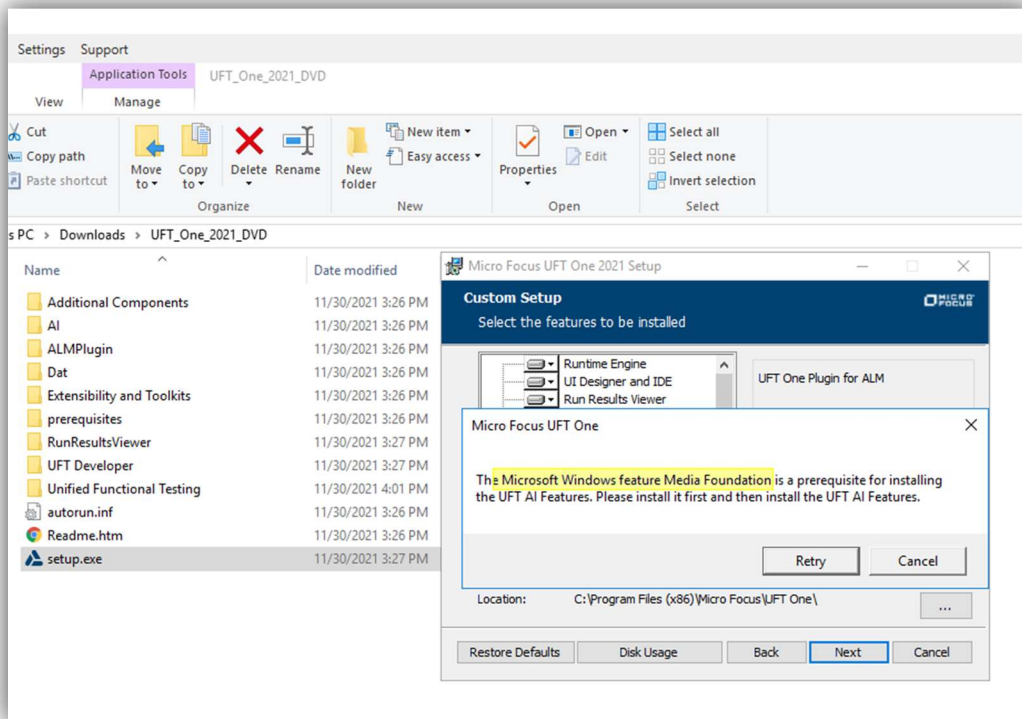 Settings Support
Application Tools UFT_One_2021_DVD
View Manage
Cut
Copy path
Paste shortcut
Move to
Copy to
Delete
Rename
New folder
New item
Easy access
Properties
Open
Edit
Select all
Select none
Invert selection
Organize New Open Select
s PC > Downloads > UFT_One_2021_DVD
Name Date modified
Additional Components 11/30/2021 3:26 PM
AI 11/30/2021 3:26 PM
ALMPlugin 11/30/2021 3:26 PM
Dat 11/30/2021 3:26 PM
Extensibility and Toolkits 11/30/2021 3:26 PM
prerequisites 11/30/2021 3:26 PM
RunResultsViewer 11/30/2021 3:27 PM
UFT Developer 11/30/2021 3:27 PM
Unified Functional Testing 11/30/2021 4:01 PM
autorun.inf 11/30/2021 3:26 PM
Readme.htm 11/30/2021 3:26 PM
setup.exe 11/30/2021 3:27 PM
Micro Focus UFT One 2021 Setup
Custom Setup
MICRO FOCUS
Select the features to be installed
Runtime Engine
UI Designer and IDE
Run Results Viewer
UFT One Plugin for ALM
Micro Focus UFT One
The Microsoft Windows feature Media Foundation is a prerequisite for installing
the UFT AI Features. Please install it first and then install the UFT AI Features.
Retry Cancel
Location: C:\Program Files (x86)\Micro Focus\UFT One\ ...
Restore Defaults Disk Usage Back Next Cancel